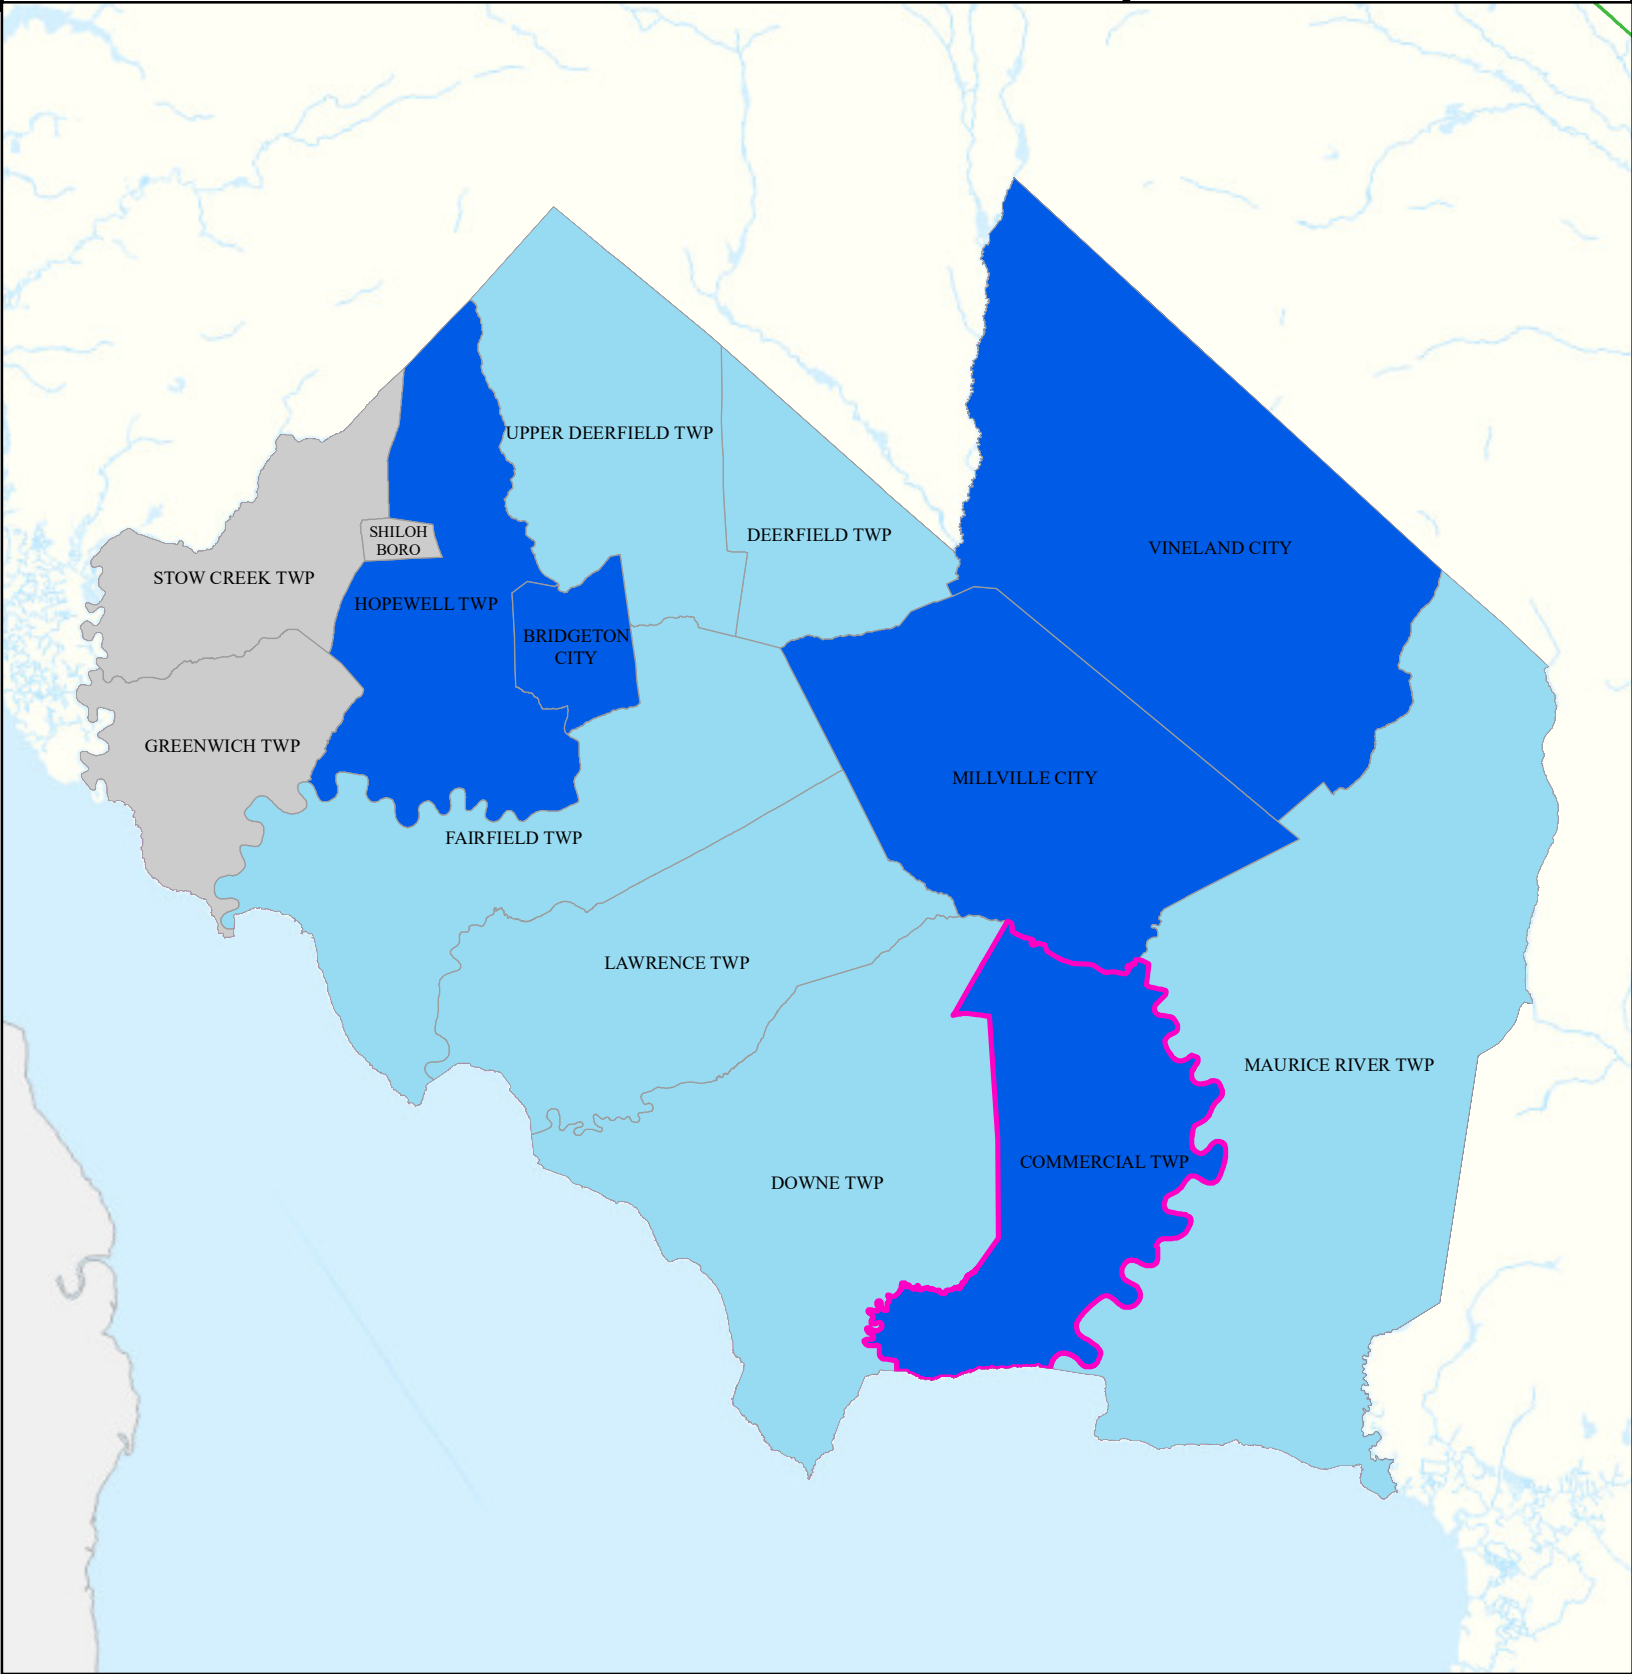 UPPER DEERFIELD TWP
SHILOH
BORO
DEERFIELD TWP
VINELAND CITY
STOW CREEK TWP
HOPEWELL TWP
BRIDGETON
CITY
GREENWICH TWP
MILLVILLE CITY
FAIRFIELD TWP
LAWRENCE TWP
MAURICE RIVER TWP
COMMERCIAL TWP
DOWNE TWP